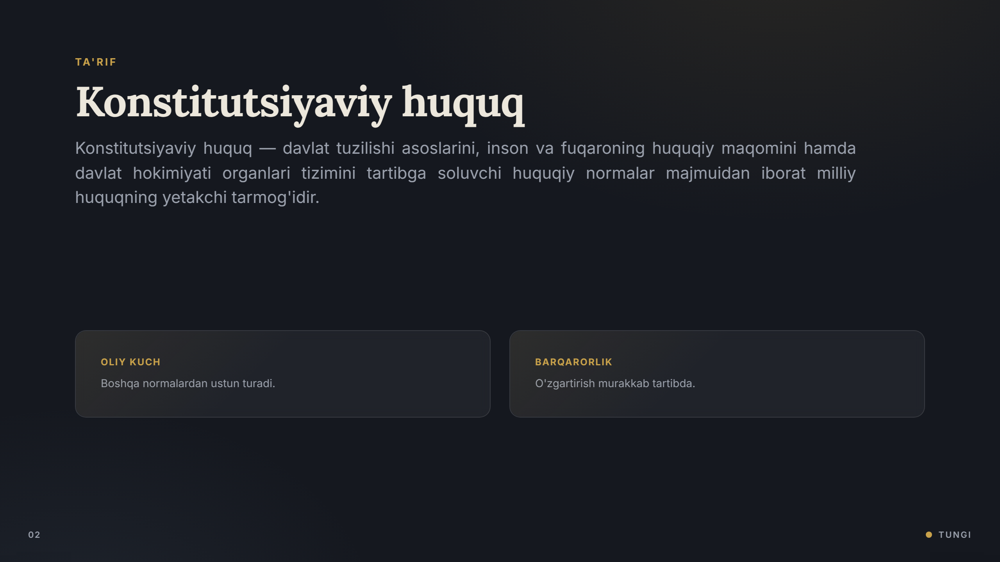 TA'RIF
Konstitutsiyaviy huquq
Konstitutsiyaviy huquq — davlat tuzilishi asoslarini, inson va fuqaroning huquqiy maqomini hamda
davlat hokimiyati organlari tizimini tartibga soluvchi huquqiy normalar majmuidan iborat milliy
huquqning yetakchi tarmog'idir.
OLIY KUCH
Boshqa normalardan ustun turadi.
BARQARORLIK
O'zgartirish murakkab tartibda.
02
TUNGI